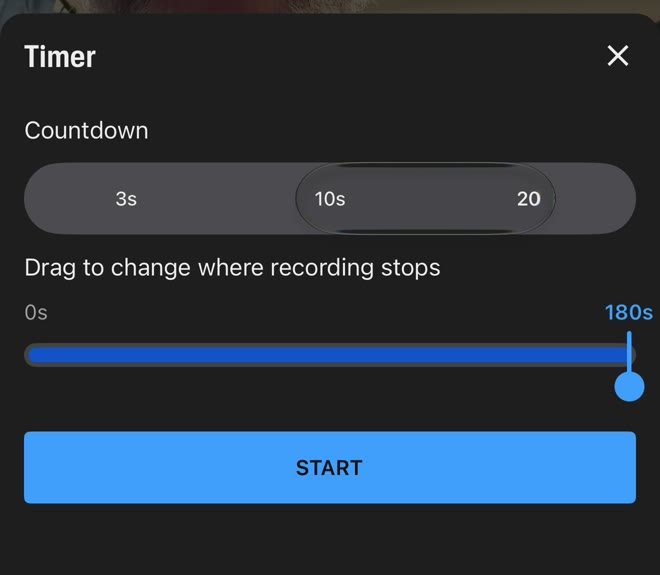 Timer
Countdown
3s 10s 20
Drag to change where recording stops
0s 180s
START